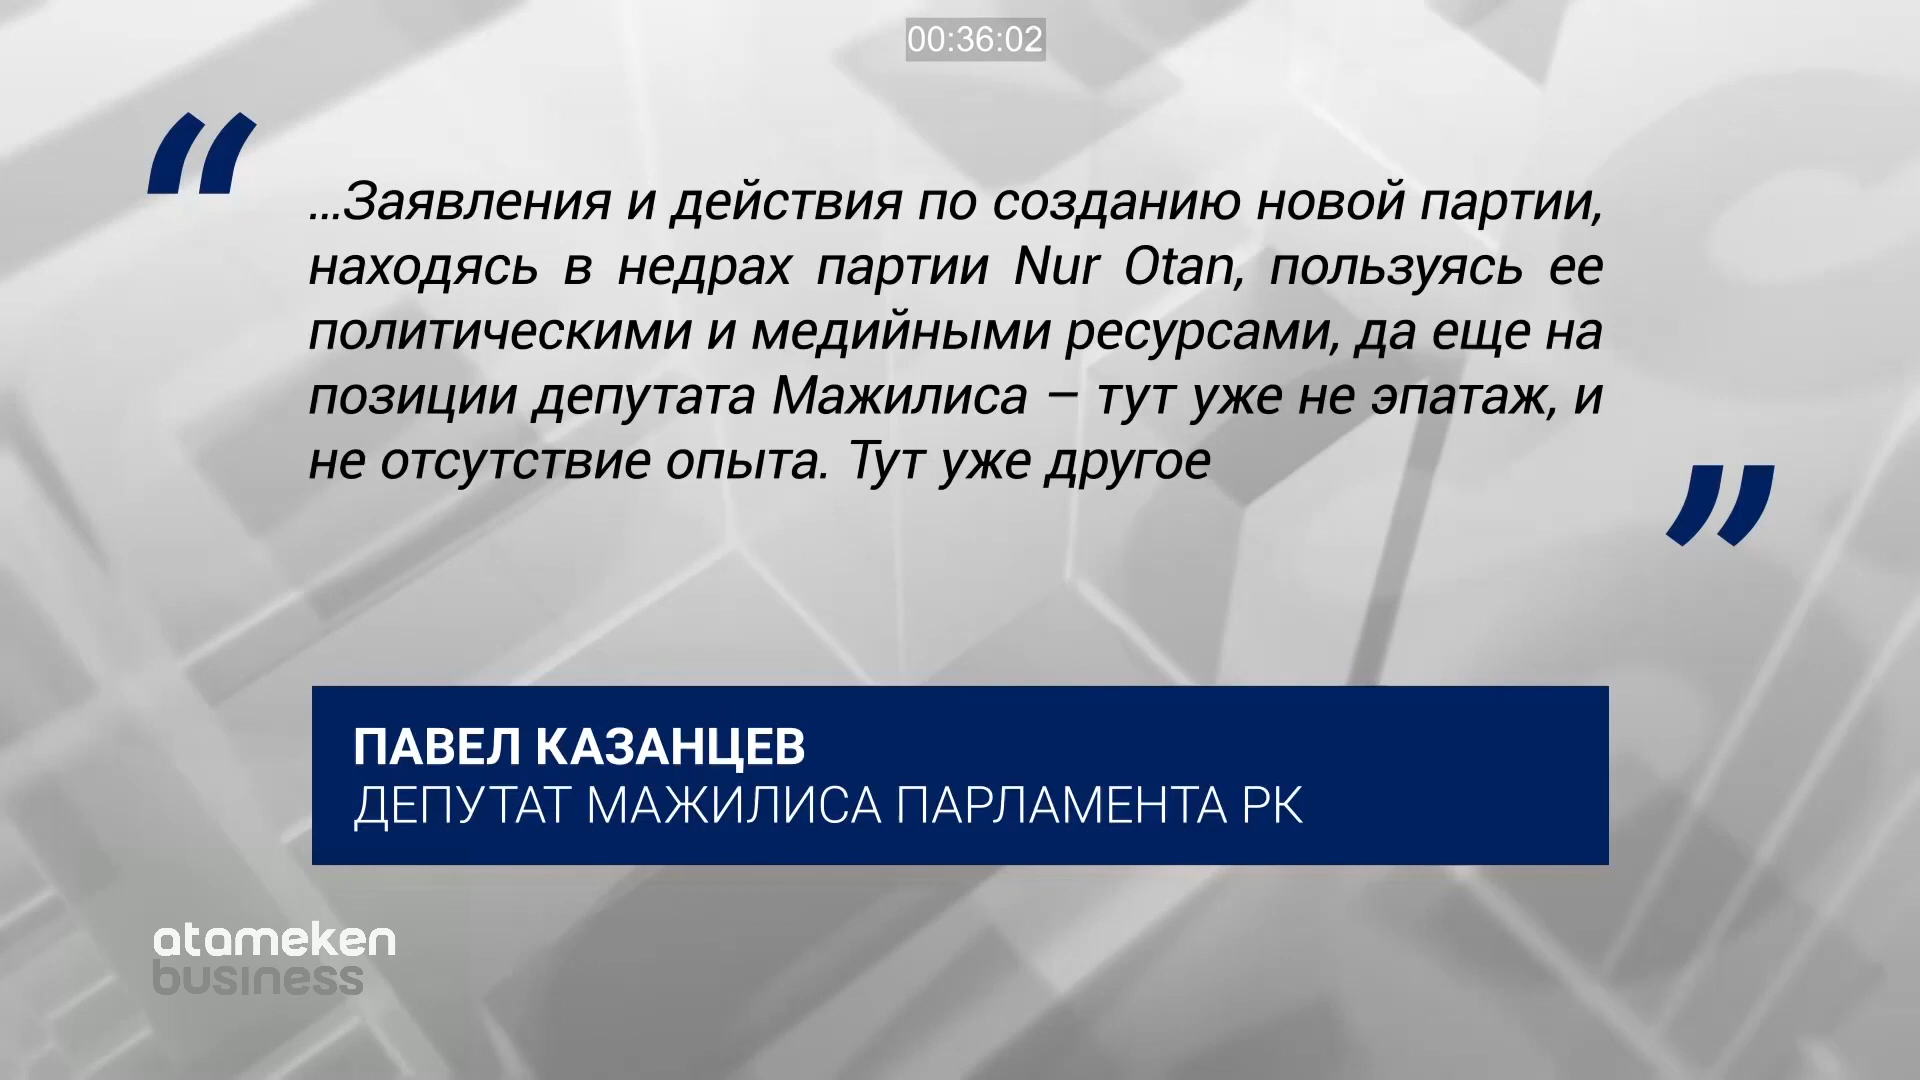 00:36:02
“
...Заявления и действия по созданию новой партии,
находясь в недрах партии Nur Otan, пользуясь ее
политическими и медийными ресурсами, да еще на
позиции депутата Мажилиса – тут уже не эпатаж, и
не отсутствие опыта. Тут уже другое
”
ПАВЕЛ КАЗАНЦЕВ
ДЕПУТАТ МАЖИЛИСА ПАРЛАМЕНТА РК
atameken
business